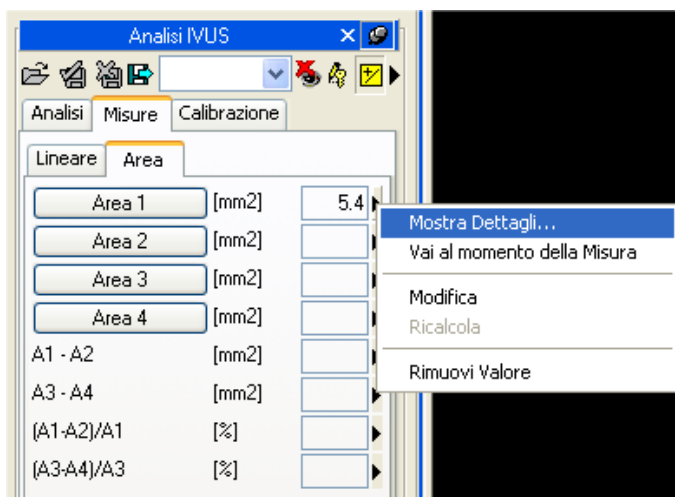 Analisi IVUS
Analisi Misure Calibrazione
Lineare Area
Area 1 [mm2] 5.4
Mostra Dettagli...
Area 2 [mm2]
Vai al momento della Misura
Area 3 [mm2]
Modifica
Area 4 [mm2]
Ricalcola
A1 - A2 [mm2]
Rimuovi Valore
A3 - A4 [mm2]
(A1-A2)/A1 [%]
(A3-A4)/A3 [%]